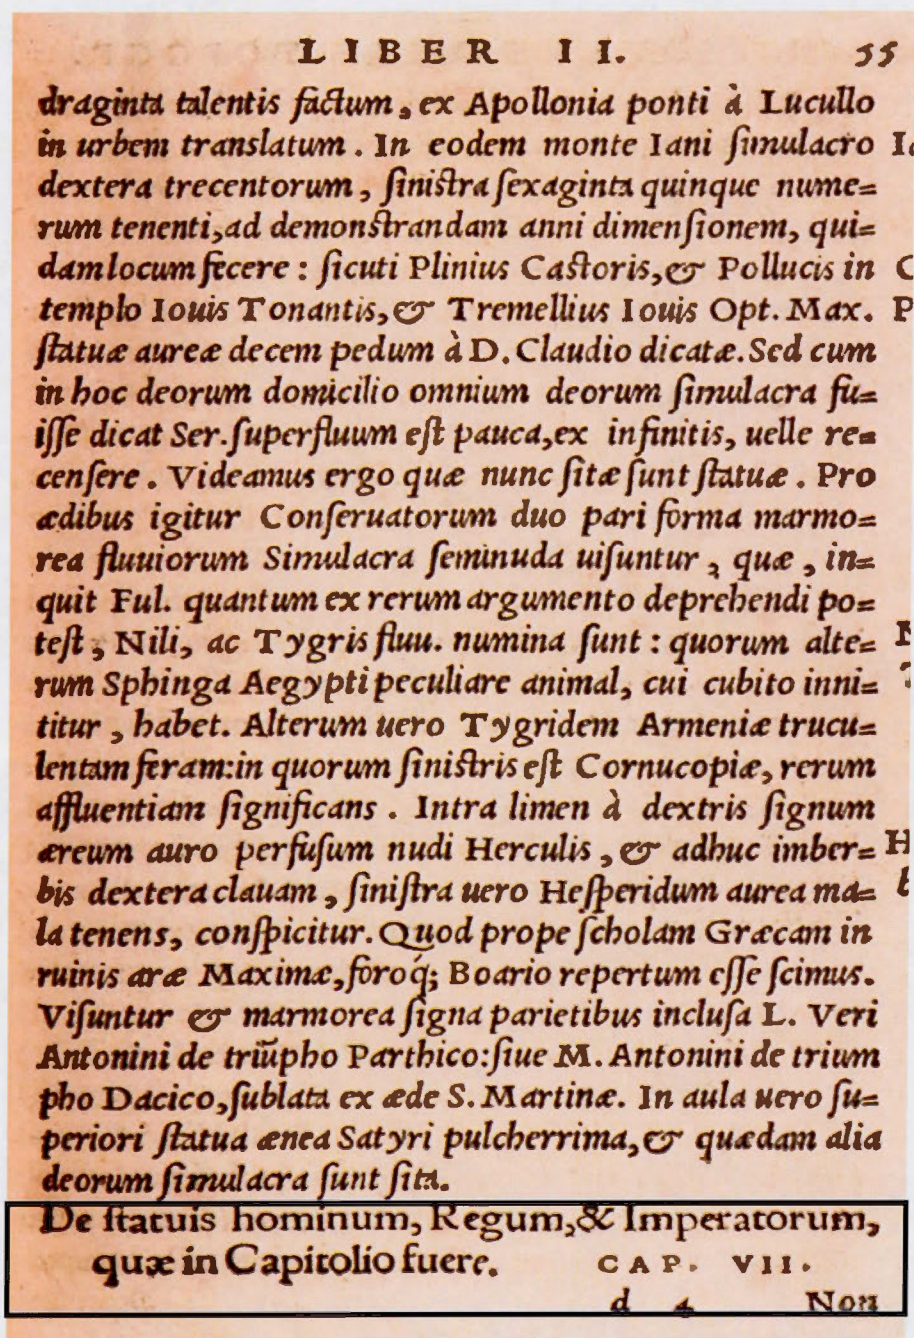 LIBER II. 55
draginta talentis factum, ex Apollonia ponti à Lucullo
in urbem translatum. In eodem monte Iani simulacro
dextera trecentorum, sinistra sexaginta quinque nume=
rum tenenti, ad demonstrandam anni dimensionem, qui=
dam locum fecere: sicuti Plinius Castoris, & Pollucis in
templo Iouis Tonantis, & Tremellius Iouis Opt. Max.
statuæ aureæ decem pedum à D. Claudio dicatæ. Sed cum
in hoc deorum domicilio omnium deorum simulacra fu=
isse dicat Ser. superfluum est pauca, ex infinitis, uelle re=
censere. Videamus ergo quæ nunc sitæ sunt statuæ. Pro
ædibus igitur Conseruatorum duo pari forma marmo=
rea fluuiorum Simulacra seminuda uisuntur, quæ, in=
quit Ful. quantum ex rerum argumento deprehendi po=
test, Nili, ac Tygris fluu. numina sunt: quorum alte=
rum Sphinga Aegypti peculiare animal, cui cubito inni=
titur, habet. Alterum uero Tygridem Armeniæ trucu=
lentam feram: in quorum sinistris est Cornucopiæ, rerum
affluentiam significans. Intra limen à dextris signum
æreum auro perfusum nudi Herculis, & adhuc imber=
bis dextera clauam, sinistra uero Hesperidum aurea ma=
la tenens, conspicitur. Quod prope scholam Græcam in
ruinis aræ Maximæ, foroq́; Boario repertum esse scimus.
Visuntur & marmorea signa parietibus inclusa L. Veri
Antonini de triũpho Parthico: siue M. Antonini de trium
pho Dacico, sublata ex æde S. Martinæ. In aula uero su=
periori statua ænea Satyri pulcherrima, & quædam alia
deorum simulacra sunt sita.
De statuis hominum, Regum, & Imperatorum,
quæ in Capitolio fuere. CAP. VII.
d 4 Non